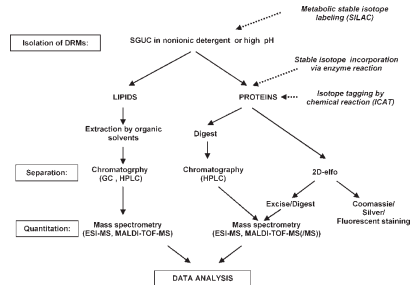 Metabolic stable isotope
labeling (SILAC)
Isolation of DRMs:
SGUC in nonionic detergent or high pH
Stable isotope incorporation
via enzyme reaction
LIPIDS
PROTEINS
Isotope tagging by
chemical reaction (ICAT)
Extraction by organic
solvents
Digest
Separation:
Chromatogrphy
(GC , HPLC)
Chromatography
(HPLC)
2D-elfo
Excise/Digest
Coomassie/
Silver/
Fluorescent staining
Quantitation:
Mass spectrometry
(ESI-MS, MALDI-TOF-MS)
Mass spectrometry
(ESI-MS, MALDI-TOF-MS(/MS))
DATA ANALYSIS